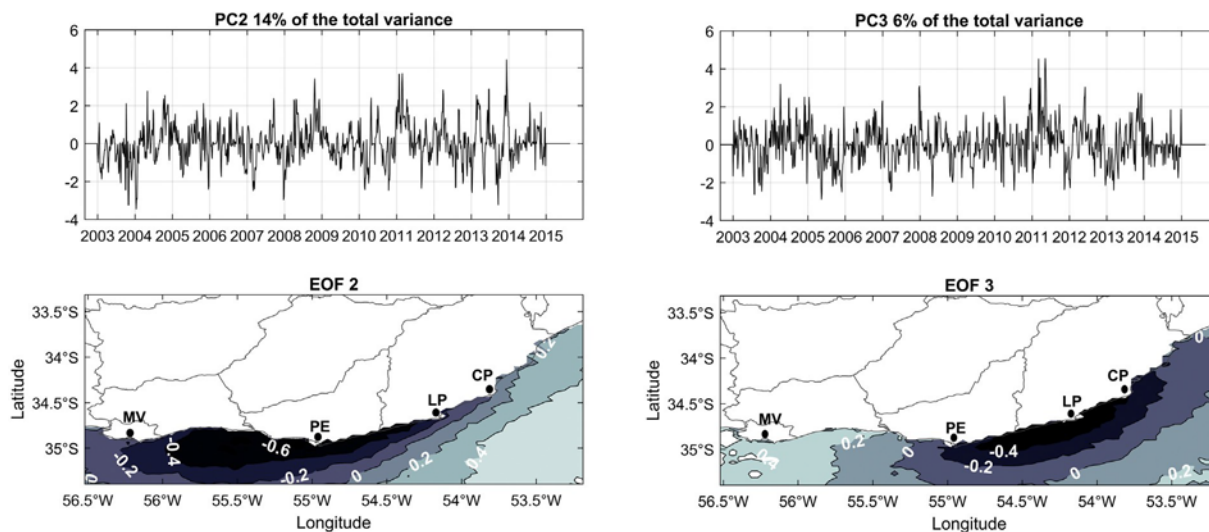 PC2 14% of the total variance
6
4
2
0
-2
-4
2003 2004 2005 2006 2007 2008 2009 2010 2011 2012 2013 2014 2015
PC3 6% of the total variance
6
4
2
0
-2
-4
2003 2004 2005 2006 2007 2008 2009 2010 2011 2012 2013 2014 2015
EOF 2
Latitude
33.5°S
34°S
34.5°S
35°S
MV
PE
LP
CP
0.2
-0.6
-0.4
-0.2
0
-0.2
0
0.2
0.4
56.5°W 56°W 55.5°W 55°W 54.5°W 54°W 53.5°W
Longitude
EOF 3
Latitude
33.5°S
34°S
34.5°S
35°S
MV
PE
LP
CP
0
0.2
0
-0.4
-0.2
0.4
0
0.2
56.5°W 56°W 55.5°W 55°W 54.5°W 54°W 53.5°W
Longitude